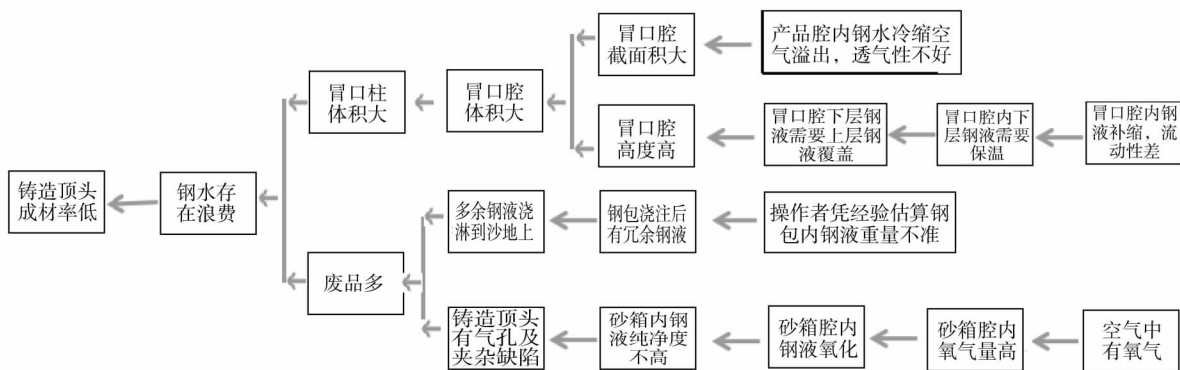 铸造顶头
成材率低
钢水存
在浪费
冒口柱
体积大
冒口腔
体积大
冒口腔
截面积大
产品腔内钢水冷缩空
气溢出，透气性不好
冒口腔
高度高
冒口腔下层钢
液需要上层钢
液覆盖
冒口腔内下
层钢液需要
保温
冒口腔内钢
液补缩，流
动性差
废品多
多余钢液浇
淋到沙地上
钢包浇注后
有冗余钢液
操作者凭经验估算钢
包内钢液重量不准
铸造顶头
有气孔及
夹杂缺陷
砂箱内钢
液纯净度
不高
砂箱腔内
钢液氧化
砂箱腔内
氧气量高
空气中
有氧气